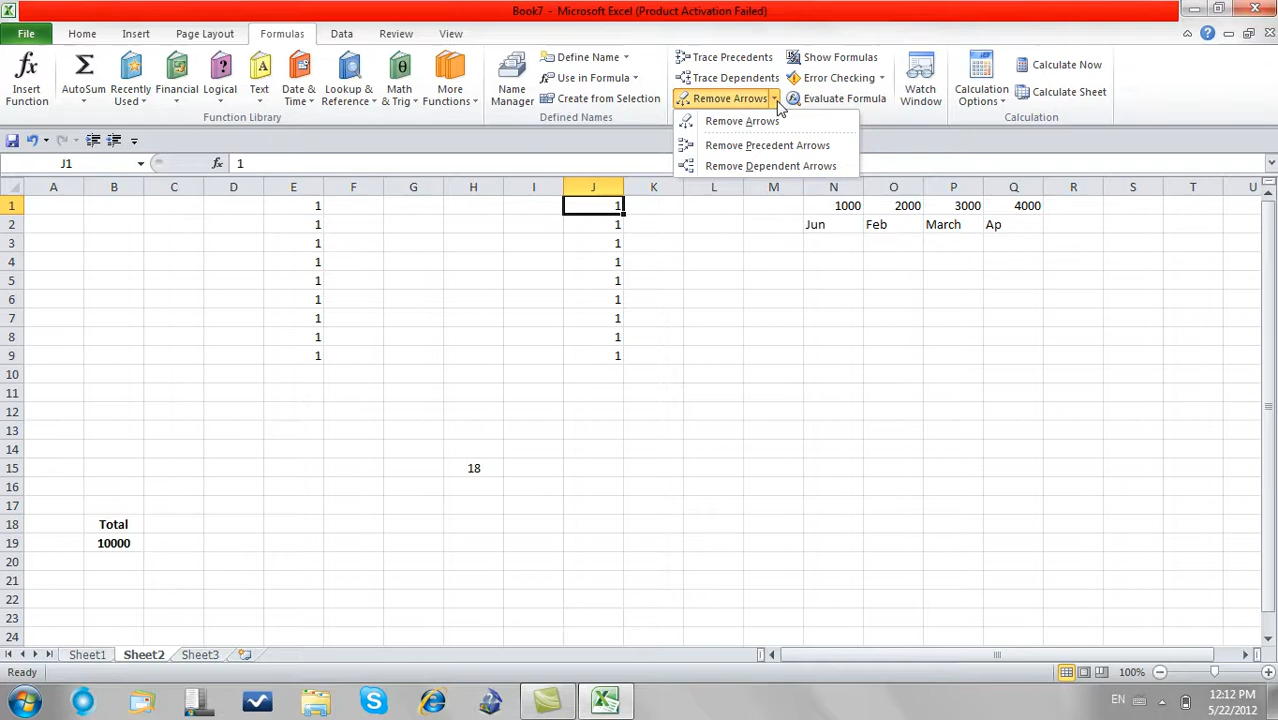 Book7 - Microsoft Excel (Product Activation Failed)
File Home Insert Page Layout Formulas Data Review View
Insert Function
AutoSum
Recently Used
Financial
Logical
Text
Date & Time
Lookup & Reference
Math & Trig
More Functions
Function Library
Name Manager
Define Name
Use in Formula
Create from Selection
Defined Names
Trace Precedents
Trace Dependents
Remove Arrows
Show Formulas
Error Checking
Evaluate Formula
Watch Window
Calculation Options
Calculate Now
Calculate Sheet
Calculation
Remove Arrows
Remove Precedent Arrows
Remove Dependent Arrows
J1 fx 1
A B C D E F G H I J K L M N O P Q R S T U
1 1 1 1000 2000 3000 4000
2 1 1 Jun Feb March Ap
3 1 1
4 1 1
5 1 1
6 1 1
7 1 1
8 1 1
9 1 1
10
11
12
13
14
15 18
16
17
18 Total
19 10000
20
21
22
23
24
Sheet1 Sheet2 Sheet3
Ready 100%
EN 12:12 PM
5/22/2012